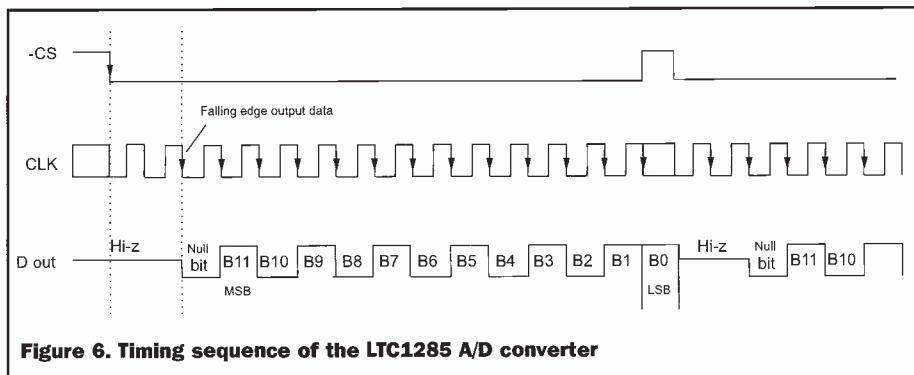 -CS
Falling edge output data
CLK
D out
Hi-z
Null
bit
B11 B10 B9 B8 B7 B6 B5 B4 B3 B2 B1 B0
Hi-z
Null
bit
B11 B10
MSB
LSB
Figure 6. Timing sequence of the LTC1285 A/D converter